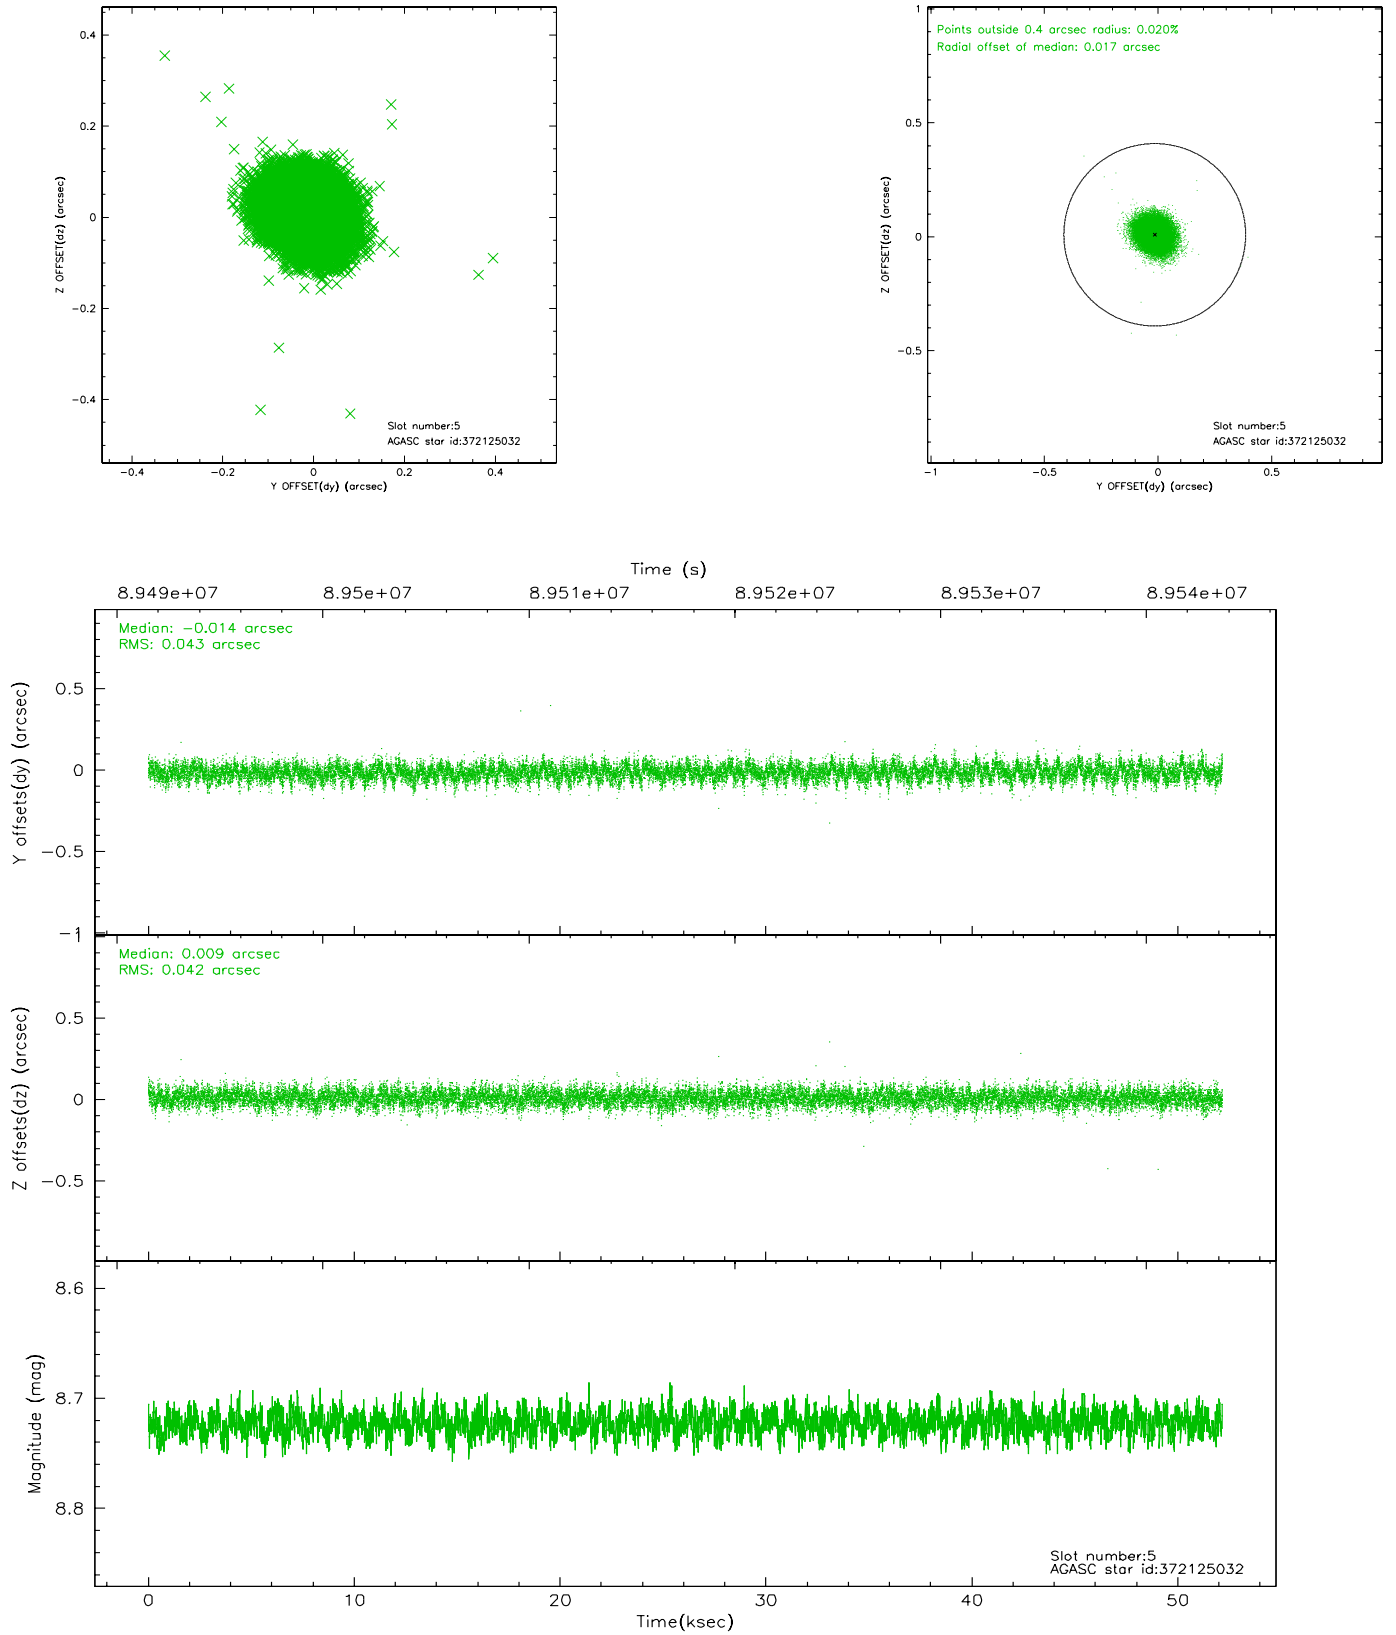 0.4
0.2
0
−0.2
−0.4
Z OFFSET(dz) (arcsec)
Slot number:5
AGASC star id:372125032
−0.4 −0.2 0 0.2 0.4
Y OFFSET(dy) (arcsec)
1
0.5
0
−0.5
Z OFFSET(dz) (arcsec)
Points outside 0.4 arcsec radius: 0.020%
Radial offset of median: 0.017 arcsec
Slot number:5
AGASC star id:372125032
−1 −0.5 0 0.5
Y OFFSET(dy) (arcsec)
Time (s)
8.949e+07 8.95e+07 8.951e+07 8.952e+07 8.953e+07 8.954e+07
Median: −0.014 arcsec
RMS: 0.043 arcsec
0.5
0
−0.5
−1
Y offsets(dy) (arcsec)
Median: 0.009 arcsec
RMS: 0.042 arcsec
0.5
0
−0.5
Z offsets(dz) (arcsec)
8.6
8.7
8.8
Magnitude (mag)
Slot number:5
AGASC star id:372125032
0 10 20 30 40 50
Time(ksec)